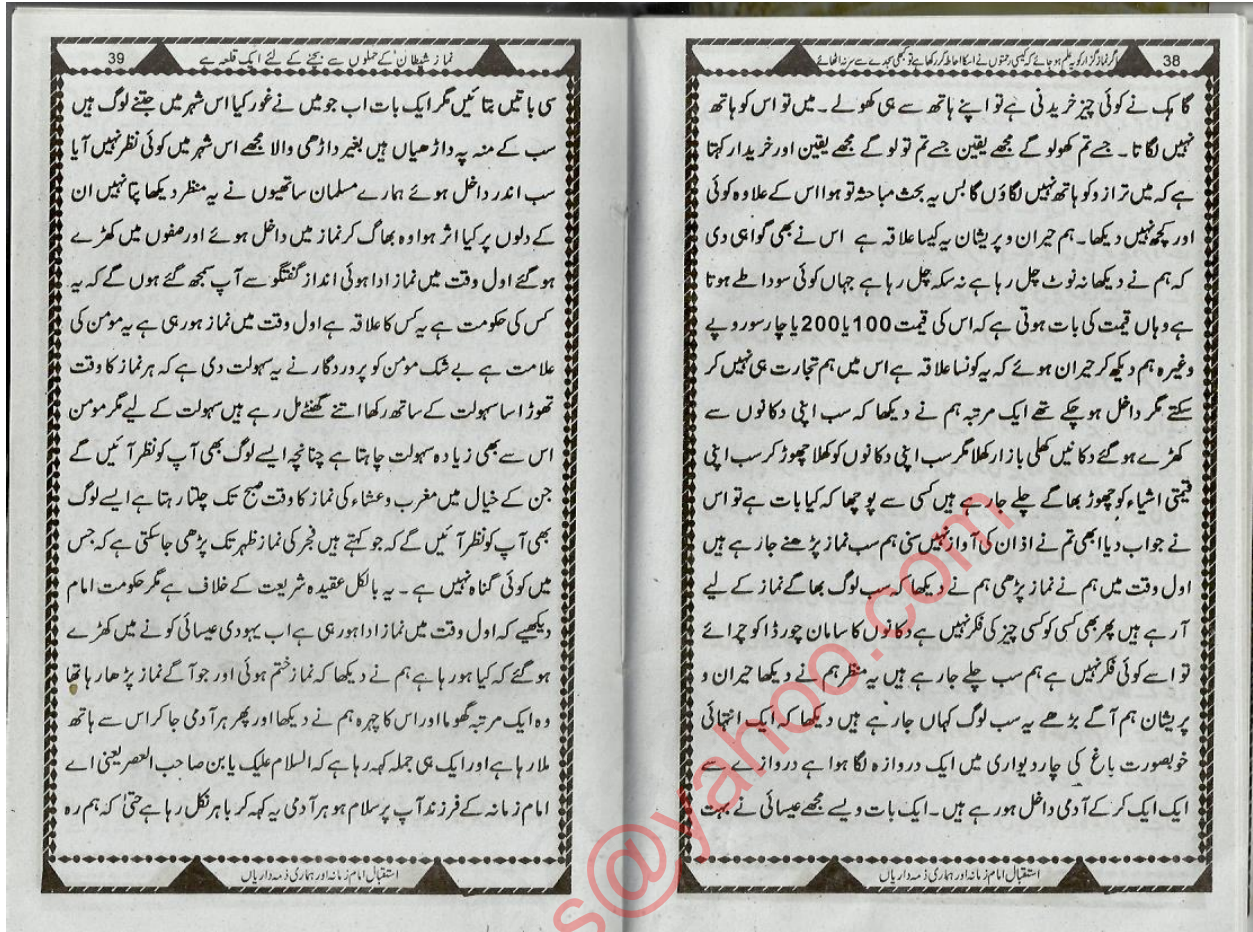 38
اگر نماز گزار کو یہ علم ہو جائے کہ کیسی رحمتوں نے اسکا احاطہ کر رکھا ہے تو کبھی سجدے سے سر نہ اٹھائے
گاہک نے کوئی چیز خریدنی ہے تو اپنے ہاتھ سے ہی کھولے ۔ میں تو اس کو ہاتھ
نہیں لگاتا ۔ جسے تم کھولو گے مجھے یقین جسے تم تولو گے مجھے یقین اور خریدار کہتا
ہے کہ میں ترازو کو ہاتھ نہیں لگاؤں گا بس یہ بحث مباحثہ تو ہوا اس کے علاوہ کوئی
اور کچھ نہیں دیکھا ۔ ہم حیران و پریشان یہ کیسا علاقہ ہے اس نے بھی گواہی دی
کہ ہم نے دیکھا نہ نوٹ چل رہا ہے نہ سکہ چل رہا ہے جہاں کوئی سودا طے ہوتا
ہے وہاں قیمت کی بات ہوتی ہے کہ اس کی قیمت 100 یا 200 یا چار سو روپے
وغیرہ ہم دیکھ کر حیران ہوئے کہ یہ کونسا علاقہ ہے اس میں ہم تجارت ہی نہیں کر
سکتے مگر داخل ہو چکے تھے ایک مرتبہ ہم نے دیکھا کہ سب اپنی دکانوں سے
کھڑے ہو گئے دکانیں کھلی بازار کھلا مگر سب اپنی دکانوں کو کھلا چھوڑ کر سب اپنی
قیمتی اشیاء کو چھوڑ بھاگے چلے جا رہے ہیں کسی سے پوچھا کہ کیا بات ہے تو اس
نے جواب دیا ابھی تم نے اذان کی آواز نہیں سنی ہم سب نماز پڑھنے جا رہے ہیں
اول وقت میں ہم نے نماز پڑھی ہم نے دیکھا کہ سب لوگ بھاگے نماز کے لیے
آ رہے ہیں پھر بھی کسی کو کسی چیز کی فکر نہیں ہے دکانوں کا سامان چور ڈاکو چرائے
تو اسے کوئی فکر نہیں ہے ہم سب چلے جا رہے ہیں یہ منظر ہم نے دیکھا حیران و
پریشان ہم آگے بڑھے یہ سب لوگ کہاں جا رہے ہیں دیکھا کہ ایک انتہائی
خوبصورت باغ کی چار دیواری میں ایک دروازہ لگا ہوا ہے دروازے سے
ایک ایک کر کے آدمی داخل ہو رہے ہیں ۔ ایک بات ویسے مجھے عیسائی نے بہت
استقبال امام زمانہ اور ہماری ذمہ داریاں
39
نماز شیطان کے حملوں سے بچنے کے لئے ایک قلعہ ہے
سی باتیں بتائیں مگر ایک بات اب جو میں نے غور کیا اس شہر میں جتنے لوگ ہیں
سب کے منہ پہ داڑھیاں ہیں بغیر داڑھی والا مجھے اس شہر میں کوئی نظر نہیں آیا
سب اندر داخل ہوئے ہمارے مسلمان ساتھیوں نے یہ منظر دیکھا پتا نہیں ان
کے دلوں پر کیا اثر ہوا وہ بھاگ کر نماز میں داخل ہوئے اور صفوں میں کھڑے
ہو گئے اول وقت میں نماز ادا ہوئی انداز گفتگو سے آپ سمجھ گئے ہوں گے کہ یہ
کس کی حکومت ہے یہ کس کا علاقہ ہے اول وقت میں نماز ہو رہی ہے یہ مومن کی
علامت ہے بے شک مومن کو پروردگار نے یہ سہولت دی ہے کہ ہر نماز کا وقت
تھوڑا سا سہولت کے ساتھ رکھا اتنے گھنٹے مل رہے ہیں سہولت کے لیے مگر مومن
اس سے بھی زیادہ سہولت چاہتا ہے چنانچہ ایسے لوگ بھی آپ کو نظر آئیں گے
جن کے خیال میں مغرب و عشاء کی نماز کا وقت صبح تک چلتا رہتا ہے ایسے لوگ
بھی آپ کو نظر آئیں گے کہ جو کہتے ہیں فجر کی نماز ظہر تک پڑھی جا سکتی ہے کہ جس
میں کوئی گناہ نہیں ہے ۔ یہ بالکل عقیدہ شریعت کے خلاف ہے مگر حکومت امام
دیکھیے کہ اول وقت میں نماز ادا ہو رہی ہے اب یہودی عیسائی کونے میں کھڑے
ہو گئے کہ کیا ہو رہا ہے ہم نے دیکھا کہ نماز ختم ہوئی اور جو آگے نماز پڑھا رہا تھا
وہ ایک مرتبہ گھوما اور اس کا چہرہ ہم نے دیکھا اور پھر ہر آدمی جا کر اس سے ہاتھ
ملا رہا ہے اور ایک ہی جملہ کہہ رہا ہے کہ السلام علیک یا بن صاحب العصر یعنی اے
امام زمانہ کے فرزند آپ پر سلام ہو ہر آدمی یہ کہہ کر باہر نکل رہا ہے حتیٰ کہ ہم رہ
استقبال امام زمانہ اور ہماری ذمہ داریاں
s@yahoo.com